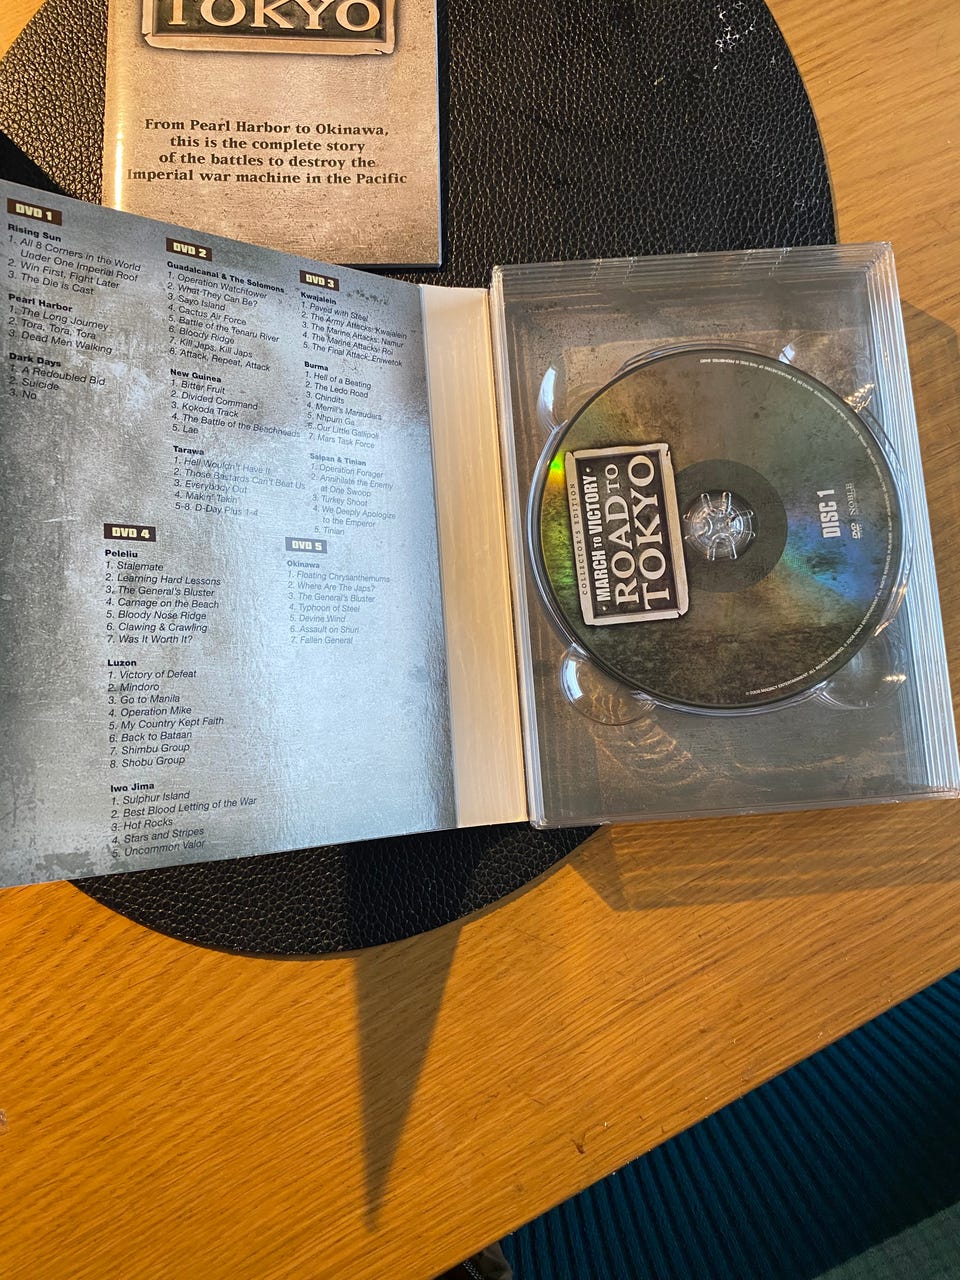 TOKYO
From Pearl Harbor to Okinawa,
this is the complete story
of the battles to destroy the
Imperial war machine in the Pacific
DVD 1
Rising Sun
1. All 8 Corners in the World
Under One Imperial Roof
2. Win First, Fight Later
3. The Die is Cast
Pearl Harbor
1. The Long Journey
2. Tora, Tora, Tora
3. Dead Men Walking
Dark Days
1. A Redoubled Bid
2. Suicide
3. No
DVD 2
Guadalcanal & The Solemons
1. Operation Watchtower
2. What They Can Be?
3. Sayo Island
4. Cactus Air Force
5. Battle of the Tenaru River
6. Bloody Ridge
7. Kill Japs, Kill Japs
6. Attack, Repeat, Attack
New Guinea
1. Bitter Fruit
2. Divided Command
3. Kokoda Track
4. The Battle of the Beachheads
5. Lae
Tarawa
1. Hell Wouldn't Have It
2. Those Bastards Can't Beat Us
3. Everybody Out
4. Makin' Takin'
5-8. D-Day Plus 1-4
DVD 3
Kwajalein
1. Paved with Steel
2. The Army Attacks: Kwajalein
3. The Marine Attacks: Namur
4. The Marine Attacks: Roi
5. The Final Attack: Eniwetok
Burma
1. Hell of a Beating
2. The Ledo Road
3. Chindits
4. Merrill's Marauders
5. Nhpum Ga
6. Our Little Gallipoli
7. Mars Task Force
Saipan & Tinian
1. Operation Forager
2. Annihilate the Enemy
at One Swoop
3. Turkey Shoot
4. We Deeply Apologize
to the Emperor
5. Tinian
DVD 4
Peleliu
1. Stalemate
2. Learning Hard Lessons
3. The General's Bluster
4. Carnage on the Beach
5. Bloody Nose Ridge
6. Clawing & Crawling
7. Was It Worth It?
Luzon
1. Victory of Defeat
2. Mindoro
3. Go to Manila
4. Operation Mike
5. My Country Kept Faith
6. Back to Bataan
7. Shimbu Group
8. Shobu Group
Iwo Jima
1. Sulphur Island
2. Best Blood Letting of the War
3. Hot Rocks
4. Stars and Stripes
5. Uncommon Valor
DVD 5
Okinawa
1. Floating Chrysanthemums
2. Where Are The Japs?
3. The General's Bluster
4. Typhoon of Steel
5. Devine Wind
6. Assault on Shuri
7. Fallen General
COLLECTOR'S EDITION
MARCH TO VICTORY
ROAD TO
TOKYO
DISC 1
DVD
NOBLE